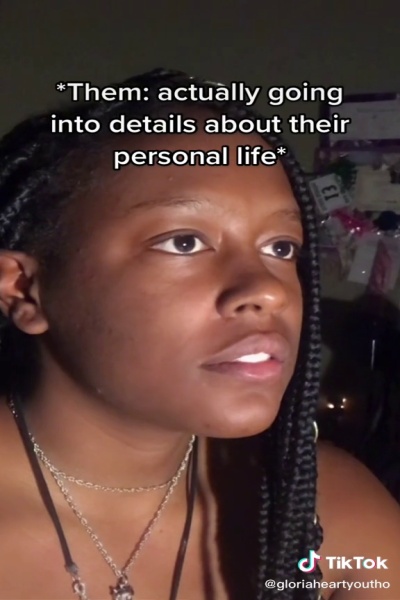 *Them: actually going
into details about their
personal life*
13
TikTok
@gloriaheartyoutho